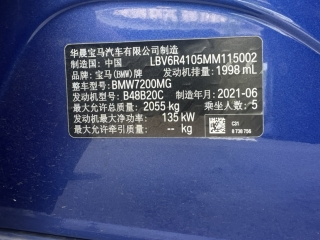 华晨宝马汽车有限公司制造
制造国: 中国 LBV6R4105MM115002
品牌: 宝马(BMW)牌 发动机排量: 1998 mL
整车型号: BMW7200MG
发动机型号: B48B20C 制造年月: 2021-06
最大允许总质量: 2055 kg 乘坐人数: 5
发动机最大净功率: 135 kW
最大允许牵引质量: -- kg
C31